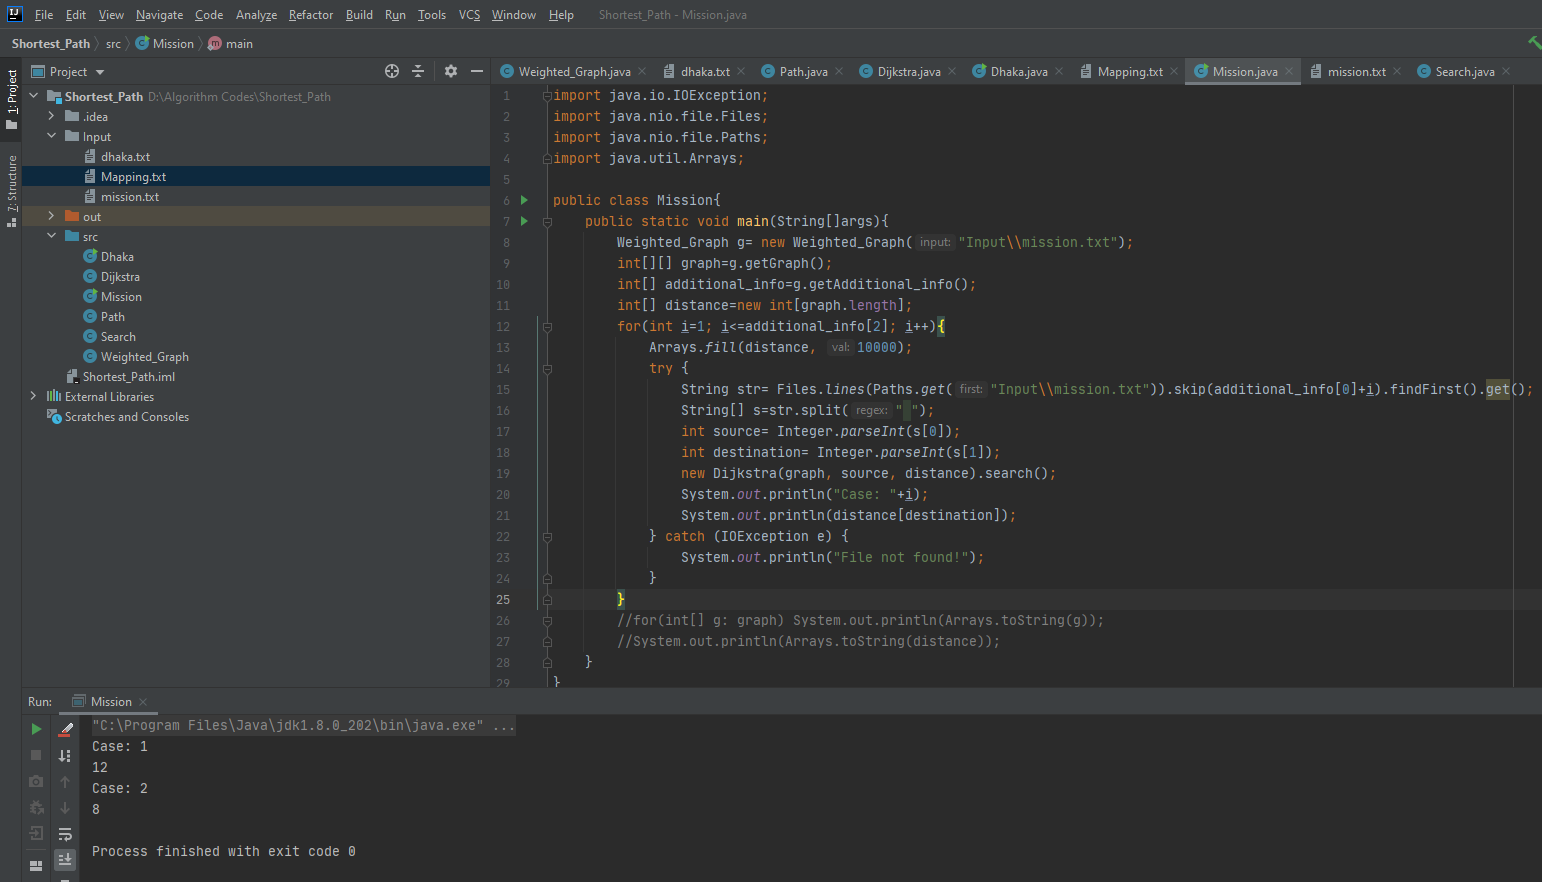 File Edit View Navigate Code Analyze Refactor Build Run Tools VCS Window Help Shortest_Path - Mission.java
Shortest_Path src Mission main
1: Project
7: Structure
Project
Shortest_Path D:\Algorithm Codes\Shortest_Path
.idea
Input
dhaka.txt
Mapping.txt
mission.txt
out
src
Dhaka
Dijkstra
Mission
Path
Search
Weighted_Graph
Shortest_Path.iml
External Libraries
Scratches and Consoles
Weighted_Graph.java dhaka.txt Path.java Dijkstra.java Dhaka.java Mapping.txt Mission.java mission.txt Search.java
1 import java.io.IOException;
2 import java.nio.file.Files;
3 import java.nio.file.Paths;
4 import java.util.Arrays;
5
6 public class Mission{
7 public static void main(String[]args){
8 Weighted_Graph g= new Weighted_Graph( input: "Input\\mission.txt");
9 int[][] graph=g.getGraph();
10 int[] additional_info=g.getAdditional_info();
11 int[] distance=new int[graph.length];
12 for(int i=1; i<=additional_info[2]; i++){
13 Arrays.fill(distance, val: 10000);
14 try {
15 String str= Files.lines(Paths.get( first: "Input\\mission.txt")).skip(additional_info[0]+i).findFirst().get();
16 String[] s=str.split( regex: " ");
17 int source= Integer.parseInt(s[0]);
18 int destination= Integer.parseInt(s[1]);
19 new Dijkstra(graph, source, distance).search();
20 System.out.println("Case: "+i);
21 System.out.println(distance[destination]);
22 } catch (IOException e) {
23 System.out.println("File not found!");
24 }
25 }
26 //for(int[] g: graph) System.out.println(Arrays.toString(g));
27 //System.out.println(Arrays.toString(distance));
28 }
29 }
Run: Mission
"C:\Program Files\Java\jdk1.8.0_202\bin\java.exe" ...
Case: 1
12
Case: 2
8
Process finished with exit code 0